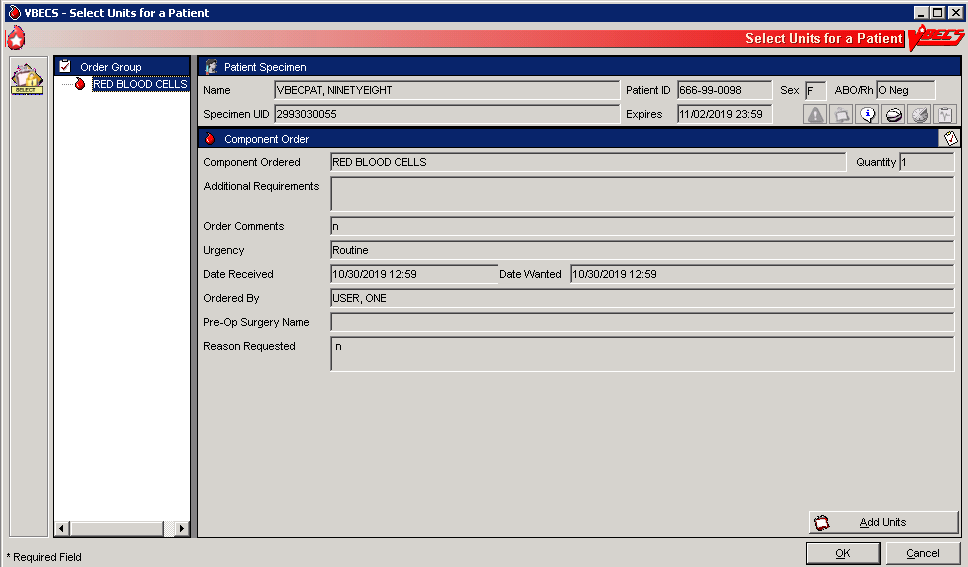 VBECS - Select Units for a Patient
Select Units for a Patient VBECS
SELECT
Order Group
RED BLOOD CELLS
Patient Specimen
Name VBECPAT, NINETYEIGHT Patient ID 666-99-0098 Sex F ABO/Rh O Neg
Specimen UID 2993030055 Expires 11/02/2019 23:59
Component Order
Component Ordered RED BLOOD CELLS Quantity 1
Additional Requirements
Order Comments n
Urgency Routine
Date Received 10/30/2019 12:59 Date Wanted 10/30/2019 12:59
Ordered By USER, ONE
Pre-Op Surgery Name
Reason Requested n
Add Units
* Required Field OK Cancel